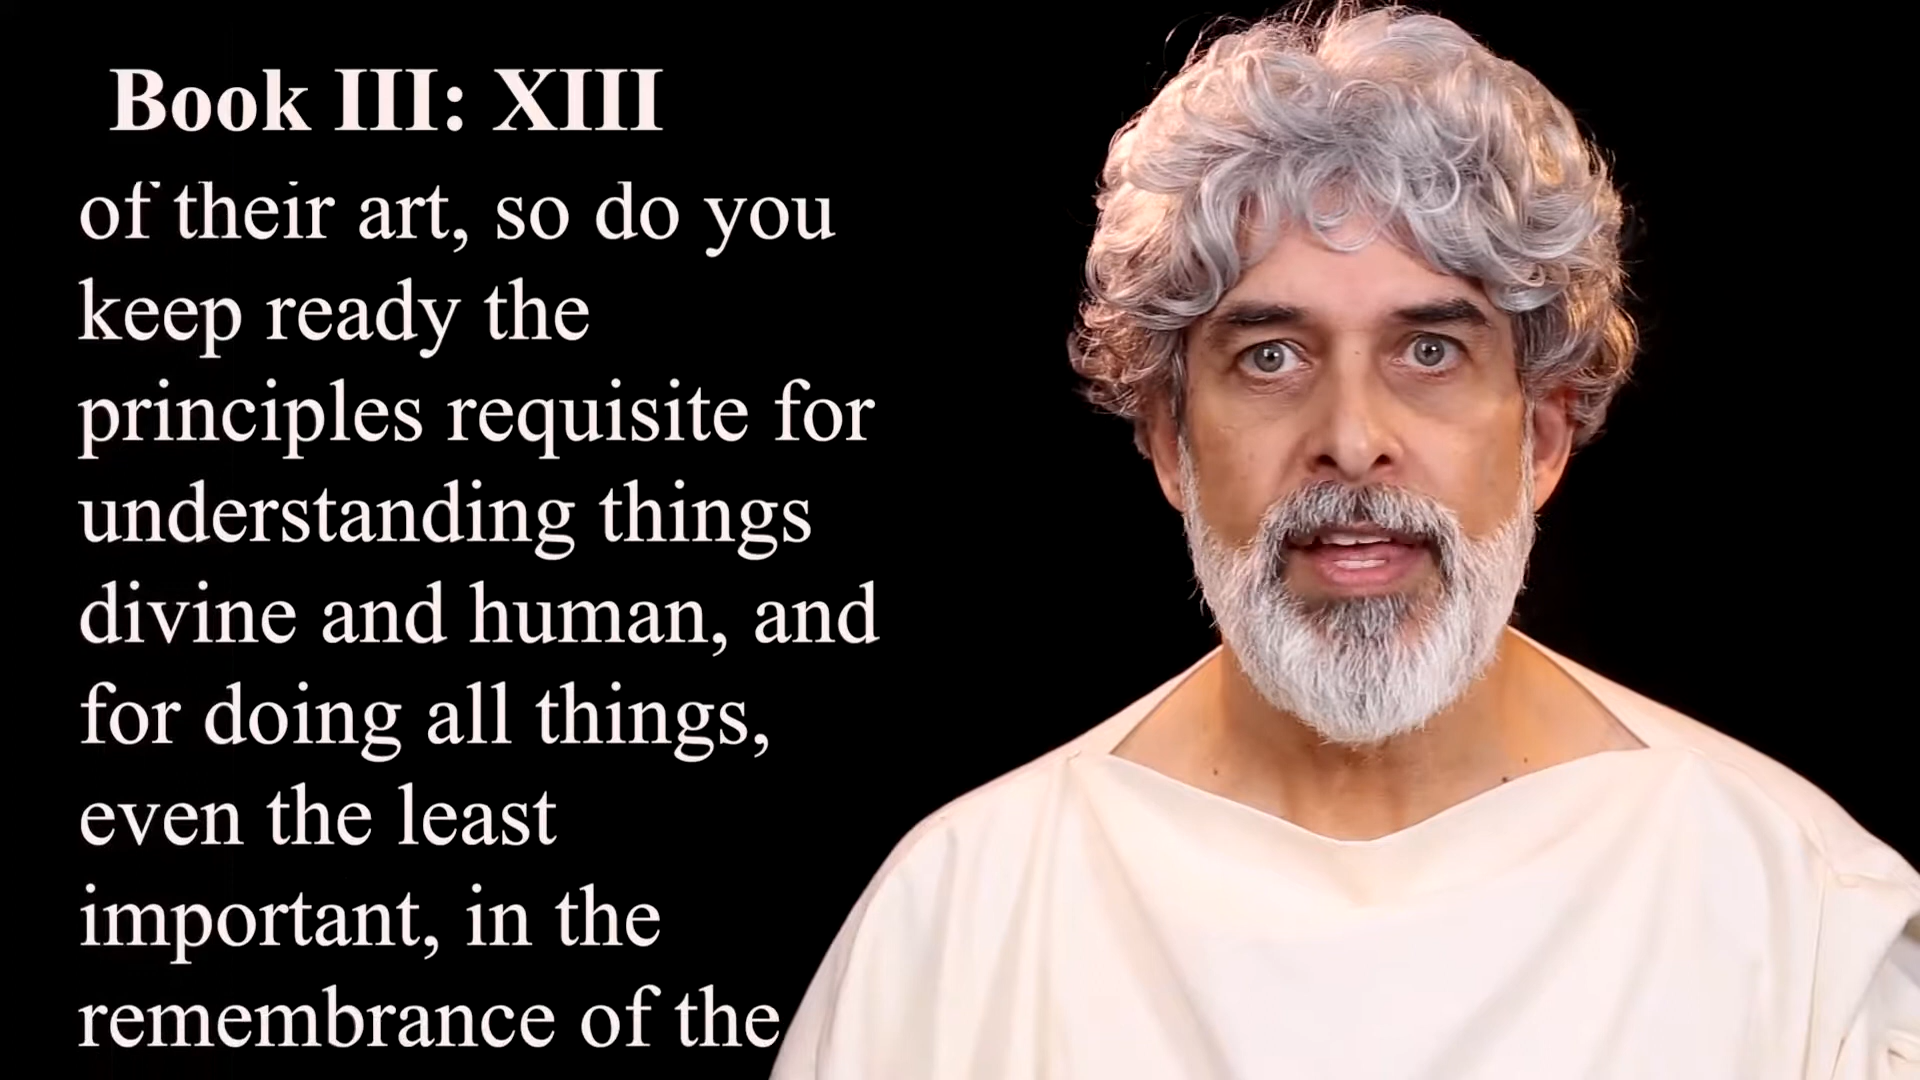 Book III: XIII
of their art, so do you
keep ready the
principles requisite for
understanding things
divine and human, and
for doing all things,
even the least
important, in the
remembrance of the